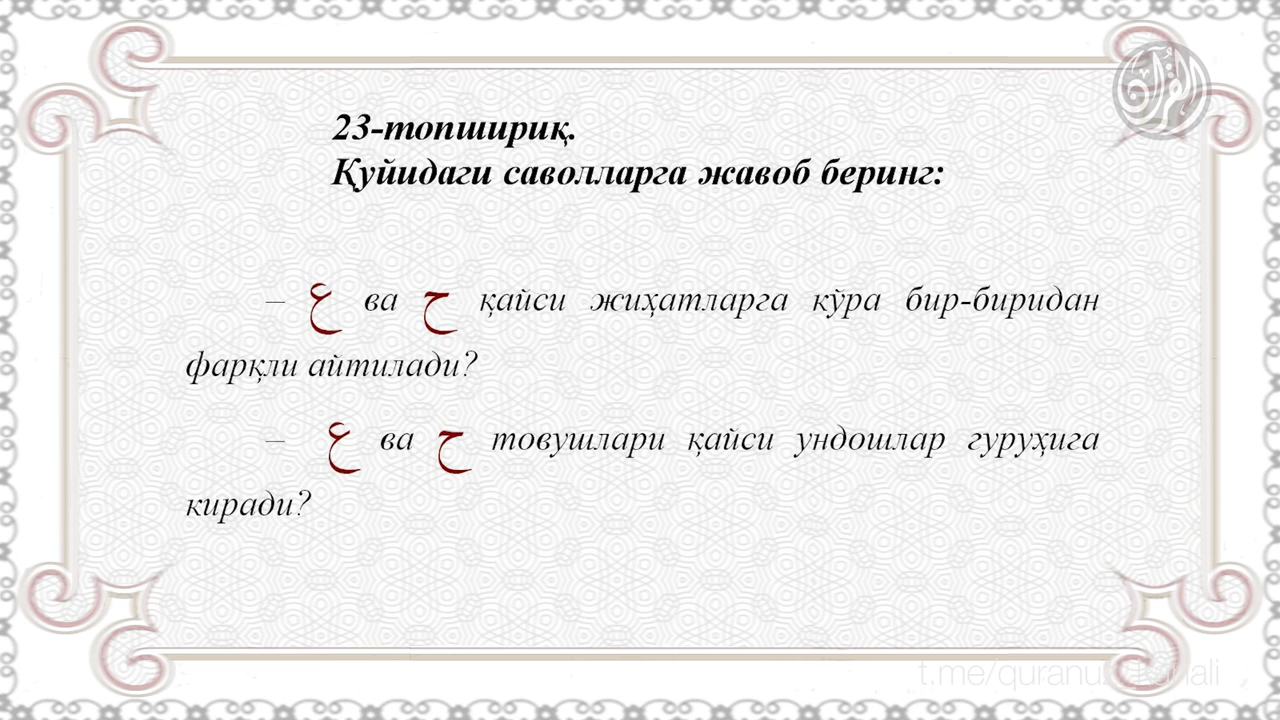 القرآن
23-топшириқ.
Қуйидаги саволларга жавоб беринг:
– ع ва ح қайси жиҳатларга кўра бир-биридан
фарқли айтилади?
– ع ва ح товушлари қайси ундошлар гуруҳига
киради?